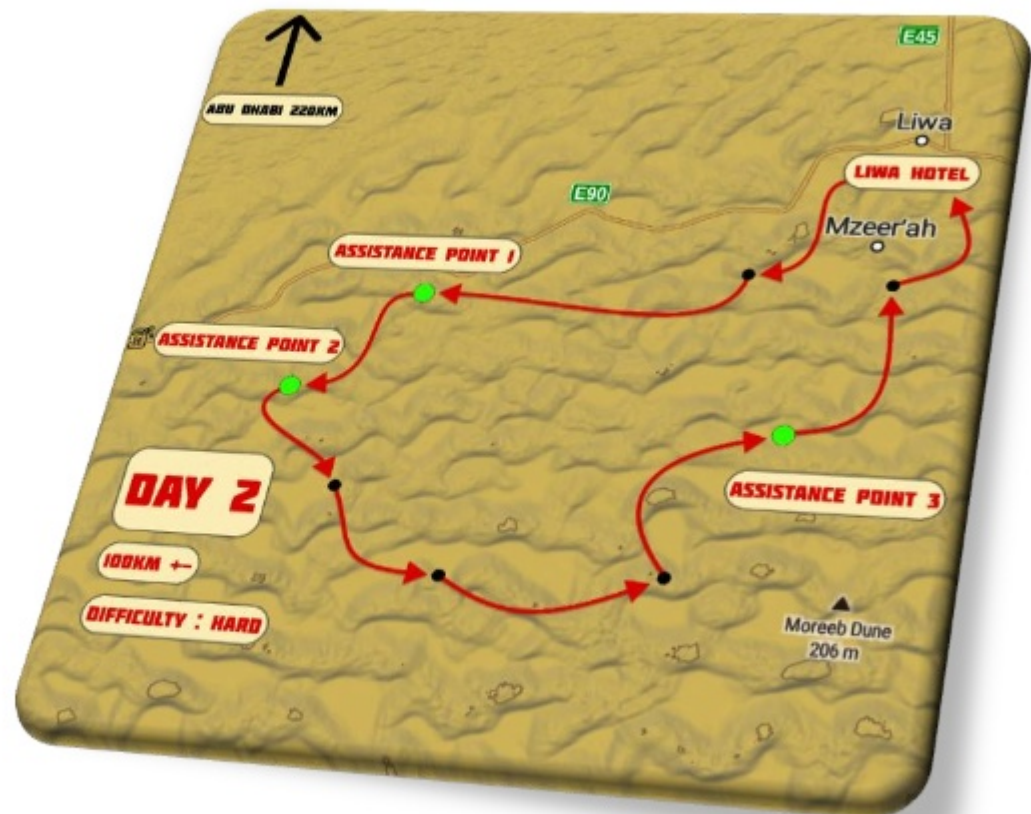 E45
ABU DHABI 220KM
Liwa
LIWA HOTEL
E90
Mzeer'ah
ASSISTANCE POINT 1
ASSISTANCE POINT 2
ASSISTANCE POINT 3
DAY 2
100KM +-
DIFFICULTY : HARD
Moreeb Dune
206 m